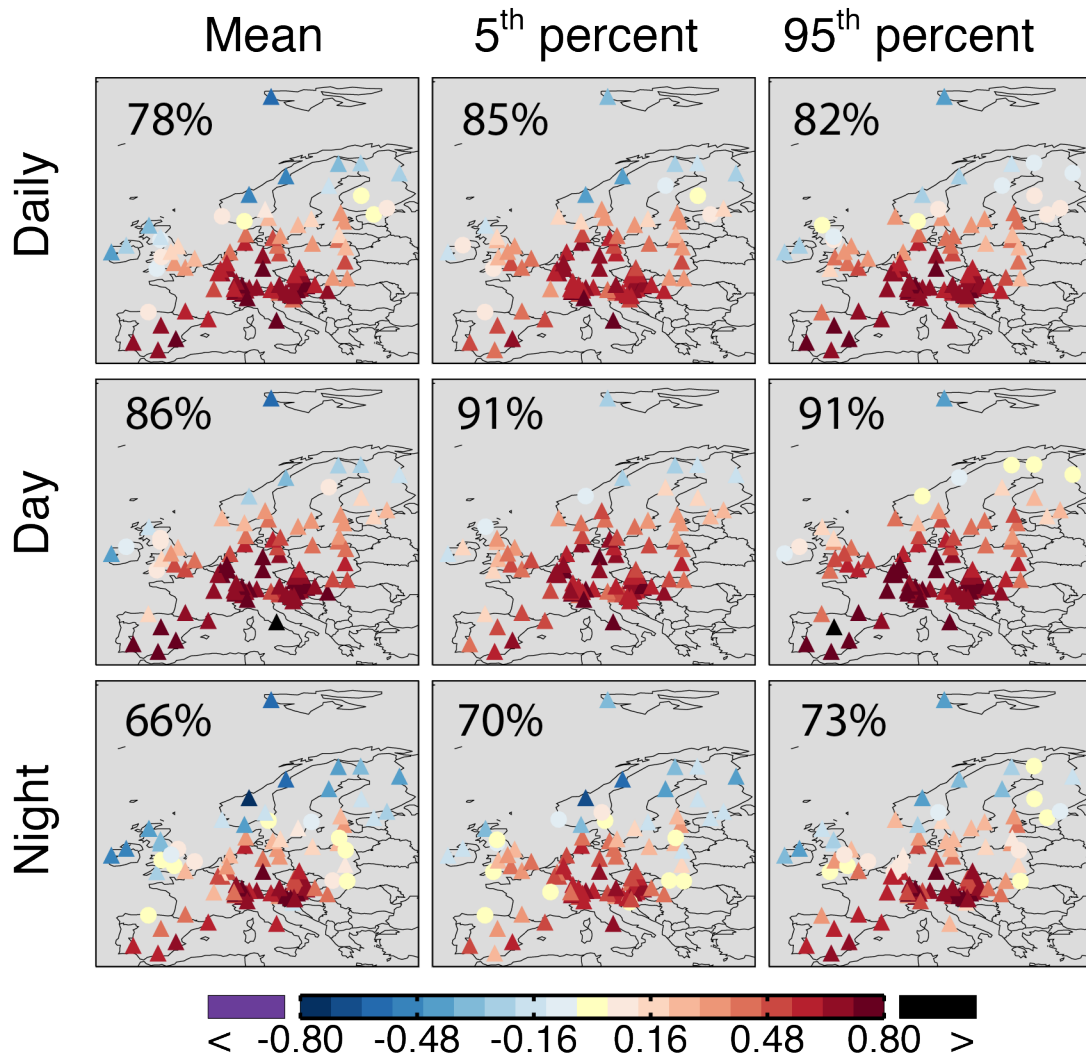 Mean 5th percent 95th percent
Daily 78% 85% 82%
Day 86% 91% 91%
Night 66% 70% 73%
< -0.80 -0.48 -0.16 0.16 0.48 0.80 >